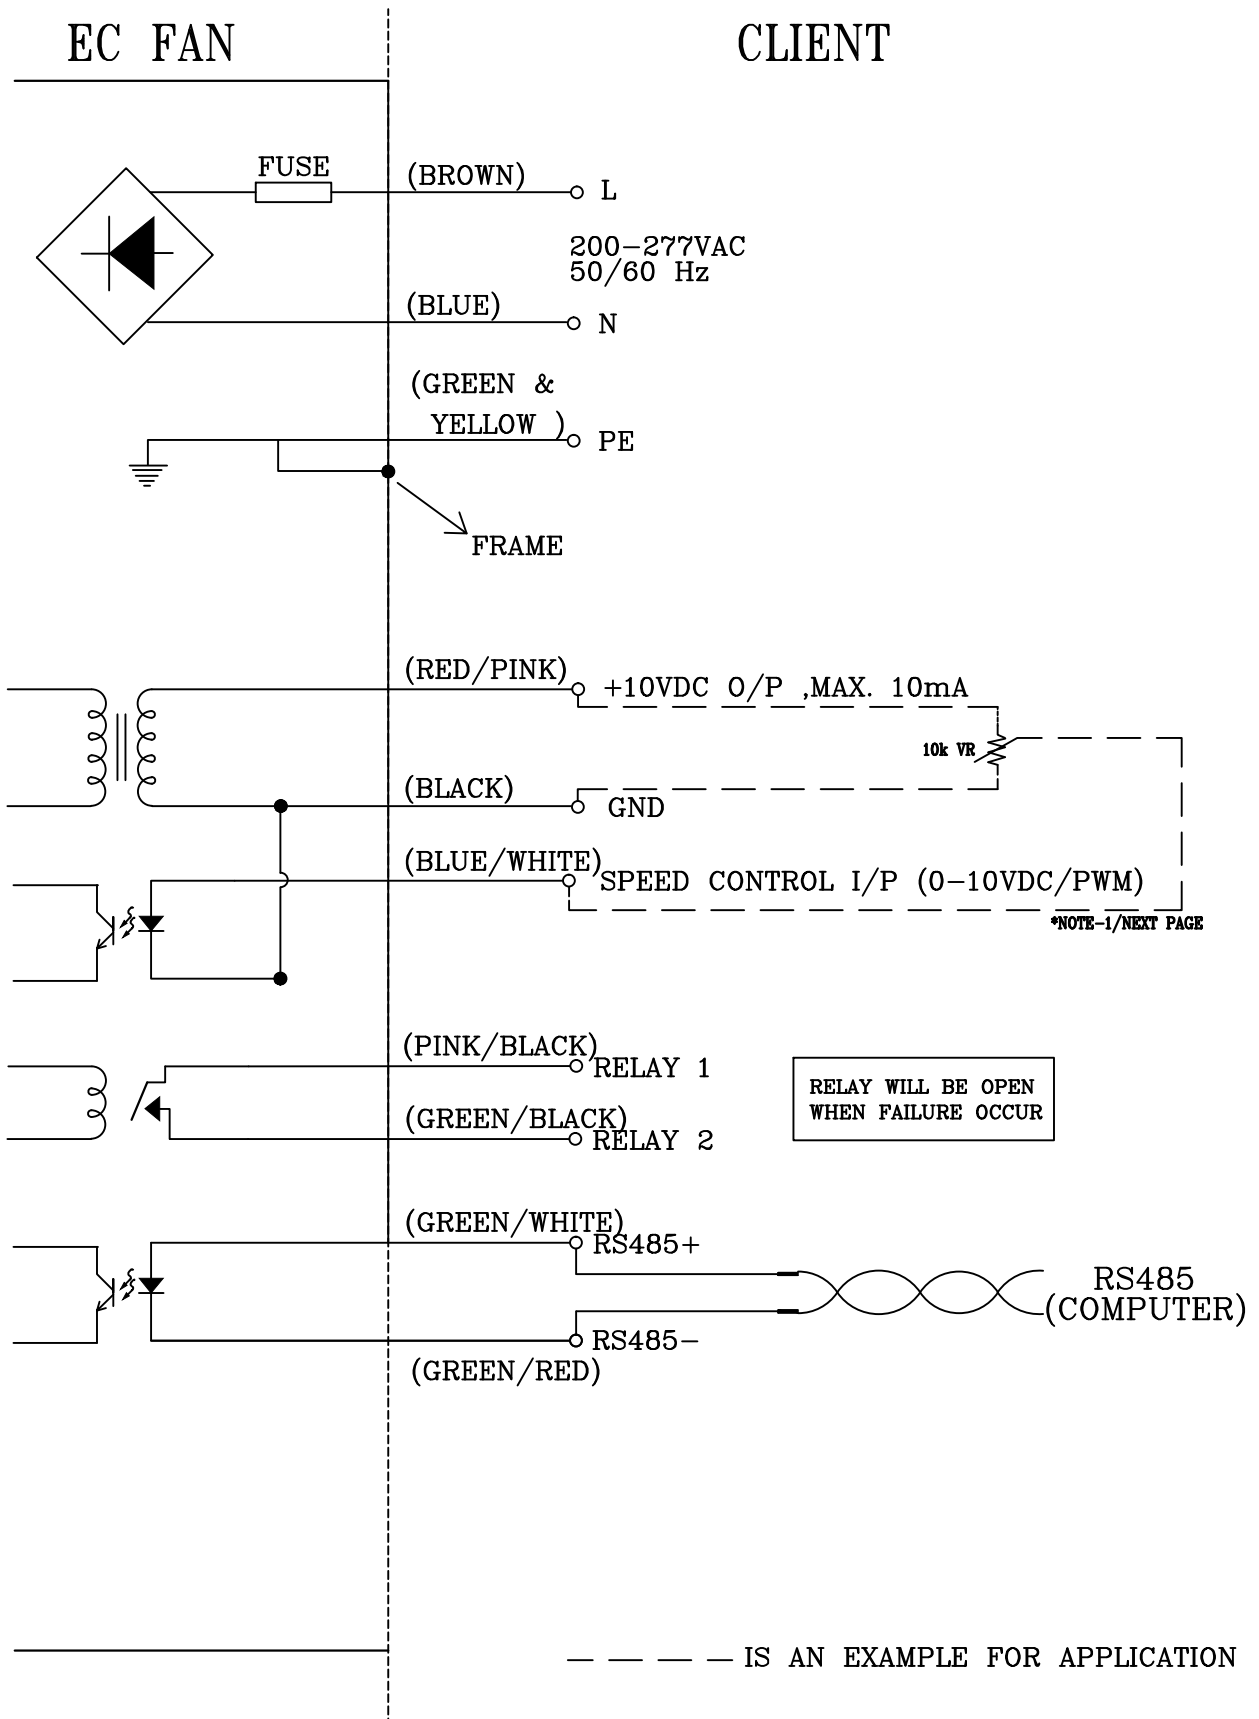 EC FAN
CLIENT
FUSE
(BROWN)
L
200-277VAC
50/60 Hz
(BLUE)
N
(GREEN &
YELLOW )
PE
FRAME
(RED/PINK)
+10VDC O/P ,MAX. 10mA
10k VR
(BLACK)
GND
(BLUE/WHITE)
SPEED CONTROL I/P (0-10VDC/PWM)
*NOTE-1/NEXT PAGE
(PINK/BLACK)
RELAY 1
RELAY WILL BE OPEN
WHEN FAILURE OCCUR
(GREEN/BLACK)
RELAY 2
(GREEN/WHITE)
RS485+
RS485
(COMPUTER)
RS485-
(GREEN/RED)
IS AN EXAMPLE FOR APPLICATION